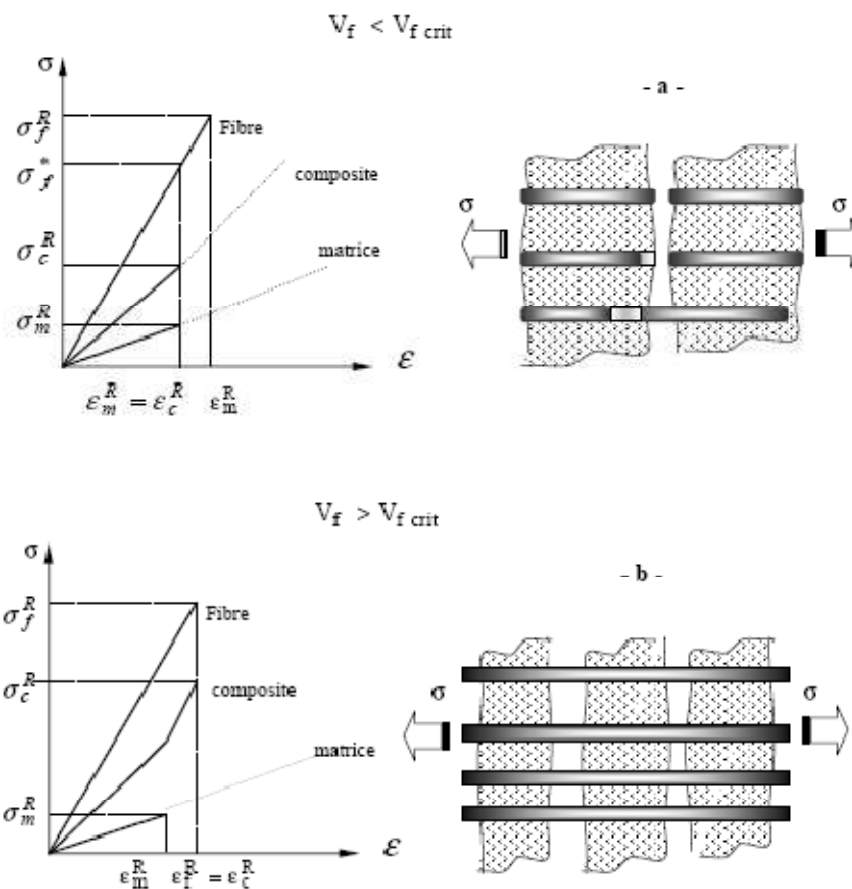 V_f < V_f crit
σ
- a -
σ_f^R
Fibre
σ_f^*
composite
σ σ
σ_c^R
matrice
σ_m^R
ε
ε_m^R = ε_c^R ε_m^R
V_f > V_f crit
σ
- b -
σ_f^R
Fibre
σ_c^R
composite
σ σ
matrice
σ_m^R
ε
ε_m^R ε_f^R = ε_c^R